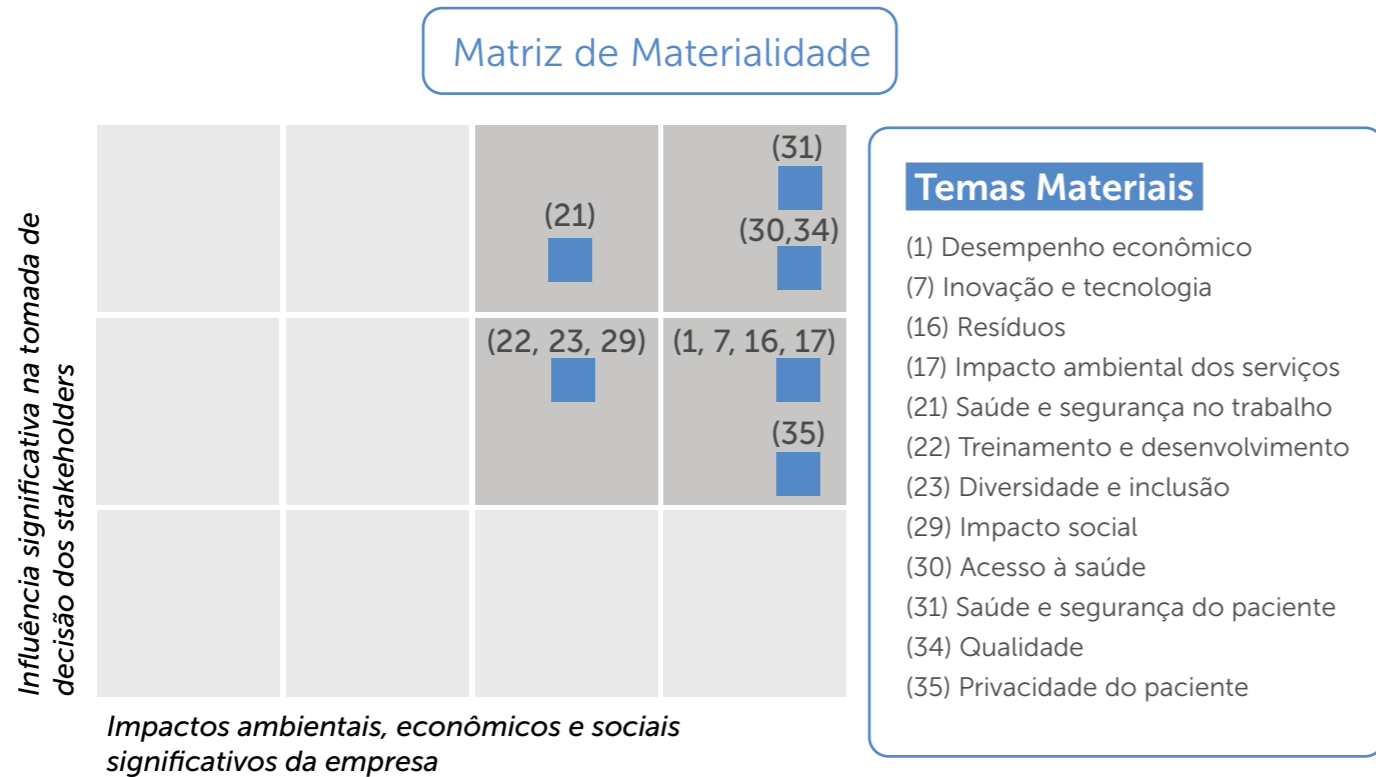 Matriz de Materialidade
Influência significativa na tomada de
decisão dos stakeholders
(31)
(21)
(30,34)
(22, 23, 29)
(1, 7, 16, 17)
(35)
Impactos ambientais, econômicos e sociais
significativos da empresa
Temas Materiais
(1) Desempenho econômico
(7) Inovação e tecnologia
(16) Resíduos
(17) Impacto ambiental dos serviços
(21) Saúde e segurança no trabalho
(22) Treinamento e desenvolvimento
(23) Diversidade e inclusão
(29) Impacto social
(30) Acesso à saúde
(31) Saúde e segurança do paciente
(34) Qualidade
(35) Privacidade do paciente